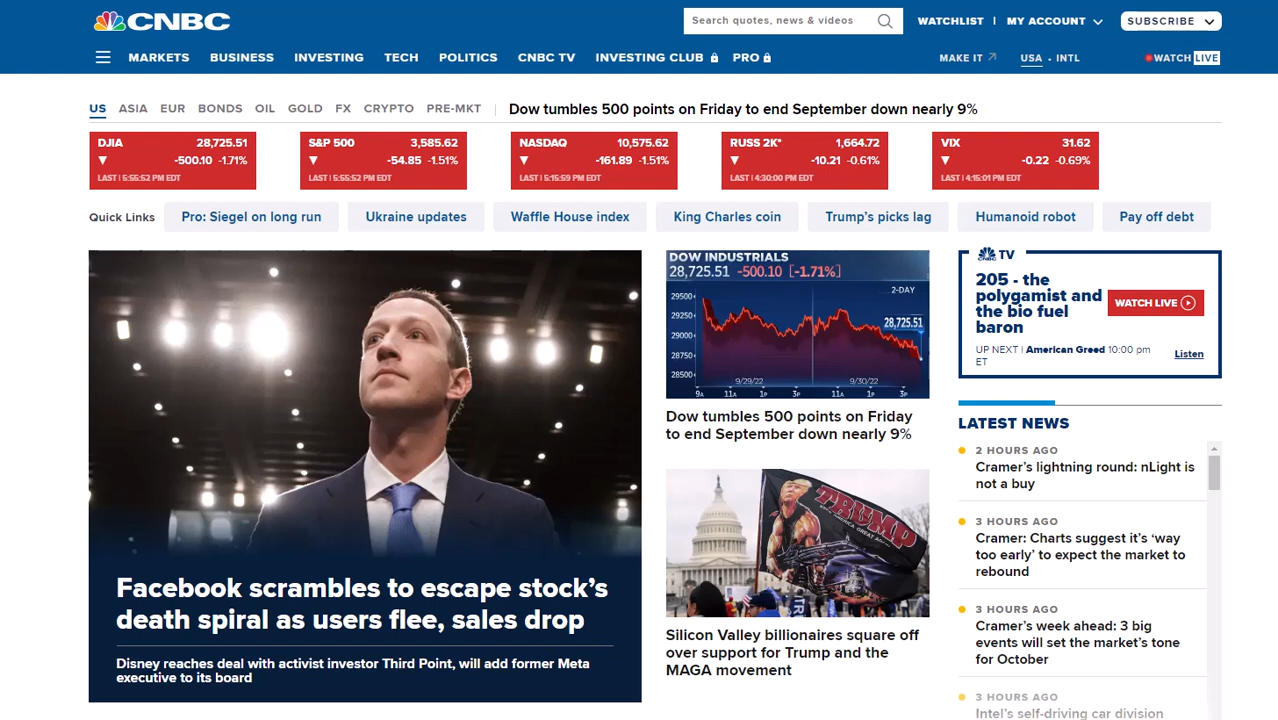 CNBC
Search quotes, news & videos
WATCHLIST | MY ACCOUNT
SUBSCRIBE
MARKETS BUSINESS INVESTING TECH POLITICS CNBC TV INVESTING CLUB PRO
MAKE IT USA • INTL
WATCH LIVE
US ASIA EUR BONDS OIL GOLD FX CRYPTO PRE-MKT
Dow tumbles 500 points on Friday to end September down nearly 9%
DJIA 28,725.51
-500.10 -1.71%
LAST | 5:55:52 PM EDT
S&P 500 3,585.62
-54.85 -1.51%
LAST | 5:55:52 PM EDT
NASDAQ 10,575.62
-161.89 -1.51%
LAST | 5:15:59 PM EDT
RUSS 2K* 1,664.72
-10.21 -0.61%
LAST | 4:30:00 PM EDT
VIX 31.62
-0.22 -0.69%
LAST | 4:15:01 PM EDT
Quick Links
Pro: Siegel on long run
Ukraine updates
Waffle House index
King Charles coin
Trump's picks lag
Humanoid robot
Pay off debt
Facebook scrambles to escape stock's
death spiral as users flee, sales drop
Disney reaches deal with activist investor Third Point, will add former Meta
executive to its board
DOW INDUSTRIALS
28,725.51 -500.10 [-1.71%]
2-DAY
29500
29250
29000
28750
28500
28,725.51
9/29/22 9/30/22
9A 11A 1P 3P 11A 1P 3P
Dow tumbles 500 points on Friday
to end September down nearly 9%
TRUMP
MAKE AMERICA GREAT AGAIN!
TR
Silicon Valley billionaires square off
over support for Trump and the
MAGA movement
CNBC TV
205 - the
polygamist and
the bio fuel
baron
WATCH LIVE
UP NEXT | American Greed 10:00 pm
ET
Listen
LATEST NEWS
2 HOURS AGO
Cramer's lightning round: nLight is
not a buy
3 HOURS AGO
Cramer: Charts suggest it's 'way
too early' to expect the market to
rebound
3 HOURS AGO
Cramer's week ahead: 3 big
events will set the market's tone
for October
3 HOURS AGO
Intel's self-driving car division